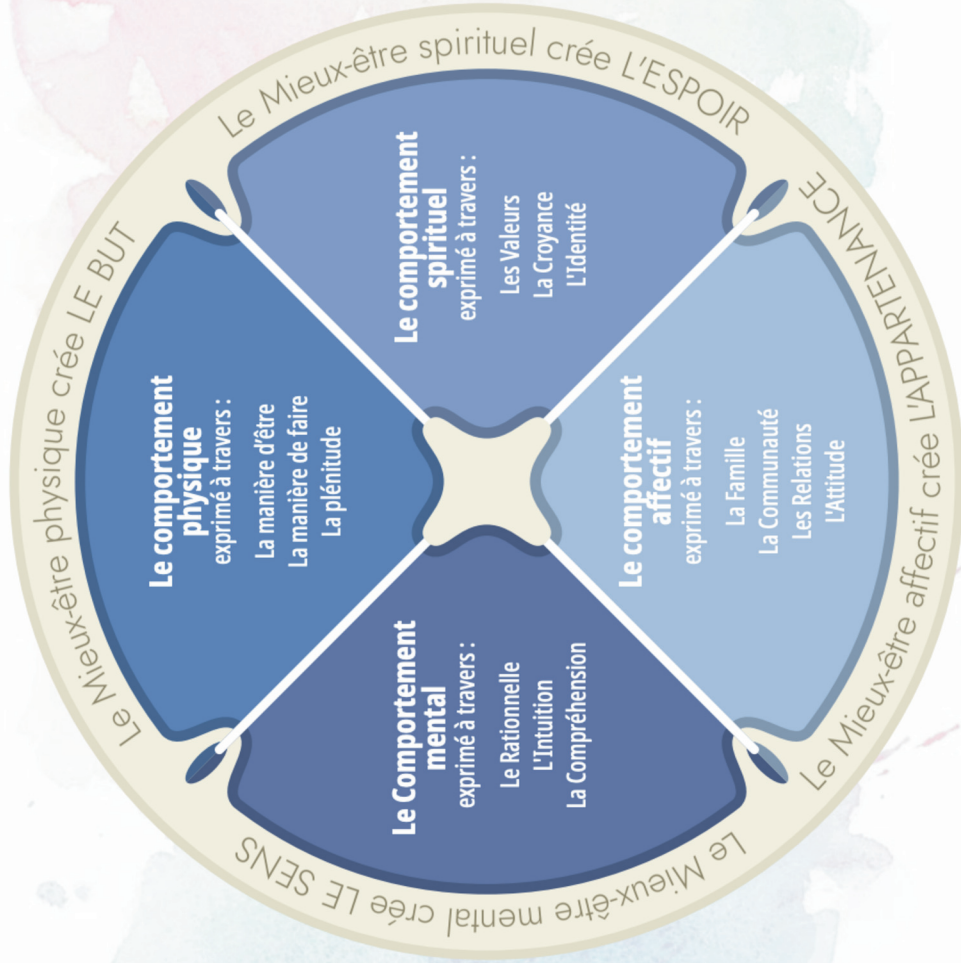 Le Mieux-être spirituel crée L'ESPOIR
Le comportement
spirituel
exprimé à travers :
Les Valeurs
La Croyance
L'Identité
Le Mieux-être affectif crée L'APPARTENANCE
Le comportement
affectif
exprimé à travers :
La Famille
La Communauté
Les Relations
L'Attitude
Le Mieux-être mental crée LE SENS
Le Comportement
mental
exprimé à travers :
Le Rationnelle
L'Intuition
La Compréhension
Le Mieux-être physique crée LE BUT
Le comportement
physique
exprimé à travers :
La manière d’être
La manière de faire
La plénitude